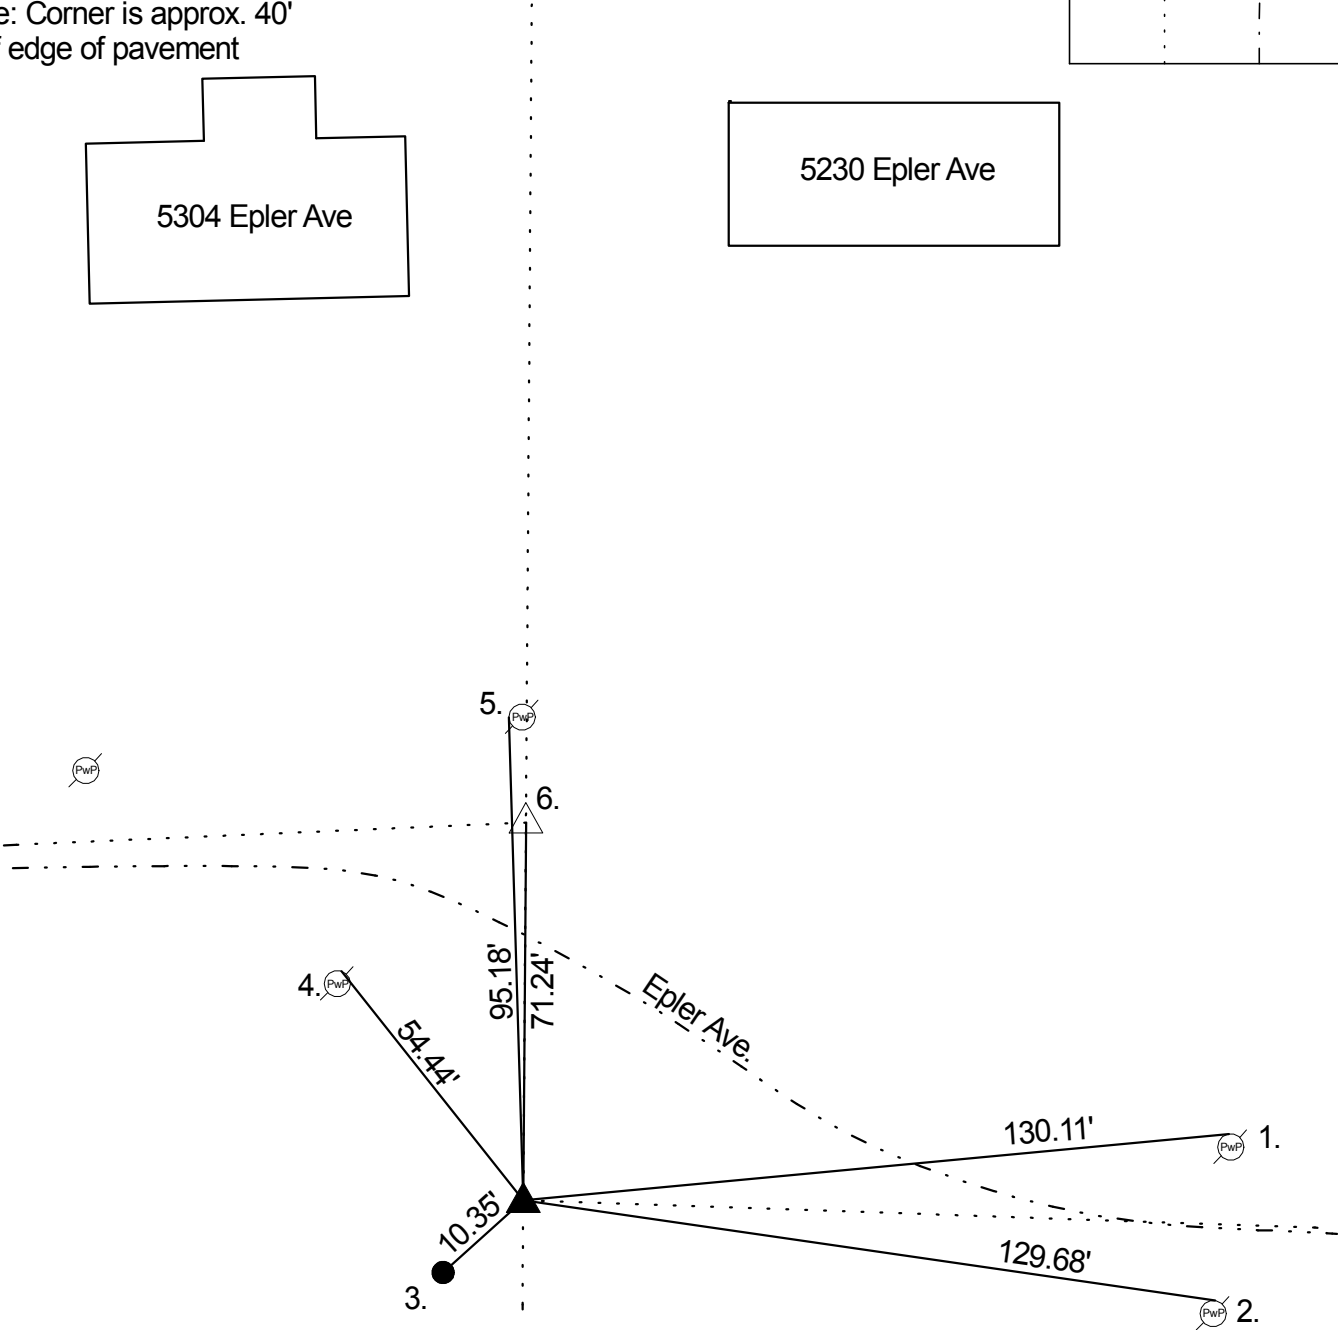 e: Corner is approx. 40'
edge of pavement
5304 Epler Ave
5230 Epler Ave
5.
PwP
PwP
6.
95.18'
71.24'
4.
PwP
54.44'
Epler Ave.
130.11'
PwP
1.
10.35'
129.68'
3.
PwP
2.